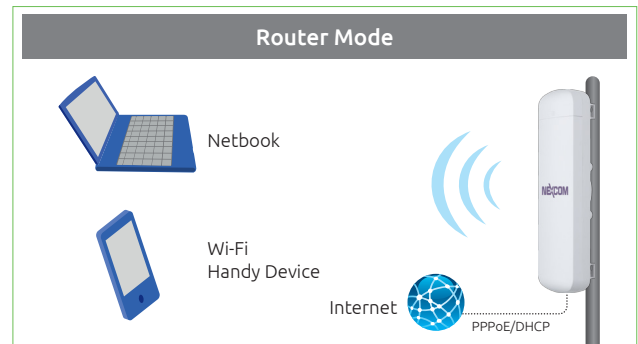 Router Mode
Netbook
NEXCOM
Wi-Fi
Handy Device
Internet
PPPoE/DHCP